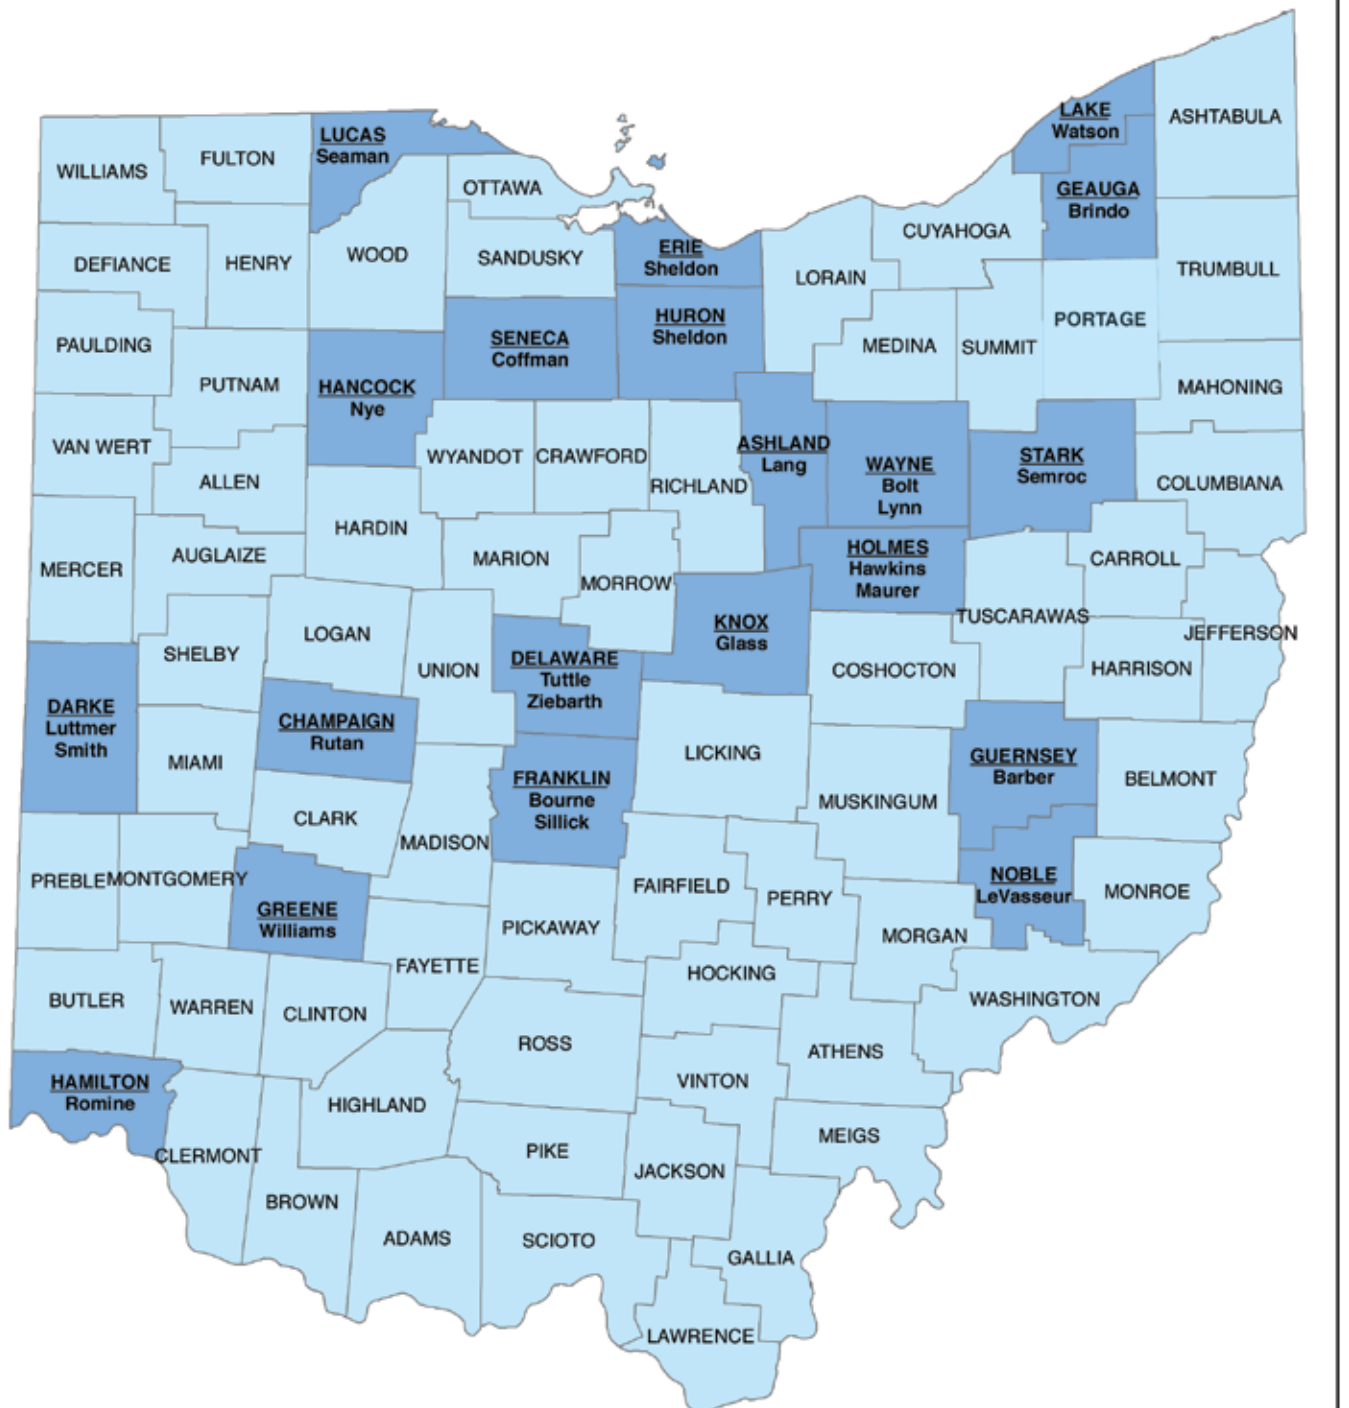 LAKE
Watson
ASHTABULA
LUCAS
Seaman
FULTON
WILLIAMS
OTTAWA
GEAUGA
Brindo
CUYAHOGA
ERIE
Sheldon
WOOD
SANDUSKY
HENRY
DEFIANCE
LORAIN
TRUMBULL
HURON
Sheldon
PORTAGE
SENECA
Coffman
PAULDING
MEDINA
SUMMIT
PUTNAM
HANCOCK
Nye
MAHONING
VAN WERT
WYANDOT
CRAWFORD
ASHLAND
Lang
WAYNE
Bolt
Lynn
STARK
Semroc
ALLEN
RICHLAND
COLUMBIANA
HARDIN
AUGLAIZE
MERCER
MARION
MORROW
HOLMES
Hawkins
Maurer
CARROLL
TUSCARAWAS
JEFFERSON
KNOX
Glass
LOGAN
SHELBY
UNION
DELAWARE
Tuttle
Ziebarth
COSHOCTON
HARRISON
DARKE
Luttmer
Smith
CHAMPAIGN
Rutan
MIAMI
LICKING
GUERNSEY
Barber
BELMONT
FRANKLIN
Bourne
Sillick
MUSKINGUM
CLARK
MADISON
PREBLE
MONTGOMERY
FAIRFIELD
PERRY
NOBLE
LeVasseur
MONROE
GREENE
Williams
PICKAWAY
MORGAN
FAYETTE
HOCKING
BUTLER
WARREN
CLINTON
WASHINGTON
ROSS
ATHENS
HAMILTON
Romine
VINTON
HIGHLAND
MEIGS
CLERMONT
PIKE
JACKSON
BROWN
ADAMS
SCIOTO
GALLIA
LAWRENCE